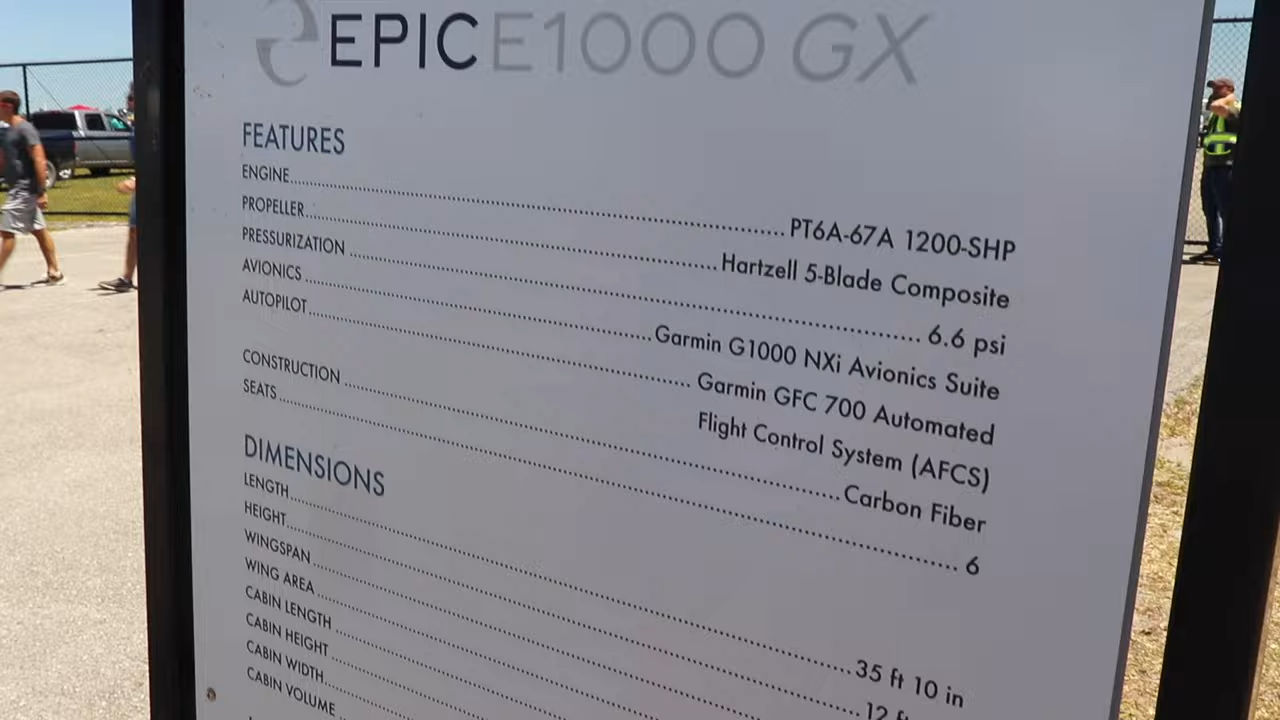 EPIC E1000 GX
FEATURES
ENGINE.......... PT6A-67A 1200-SHP
PROPELLER.......... Hartzell 5-Blade Composite
PRESSURIZATION .......... 6.6 psi
AVIONICS .......... Garmin G1000 NXi Avionics Suite
AUTOPILOT.......... Garmin GFC 700 Automated
Flight Control System (AFCS)
CONSTRUCTION .......... Carbon Fiber
SEATS.......... 6
DIMENSIONS
LENGTH.......... 35 ft 10 in
HEIGHT.......... 12 ft
WINGSPAN..........
WING AREA ..........
CABIN LENGTH ..........
CABIN HEIGHT ..........
CABIN WIDTH..........
CABIN VOLUME ..........